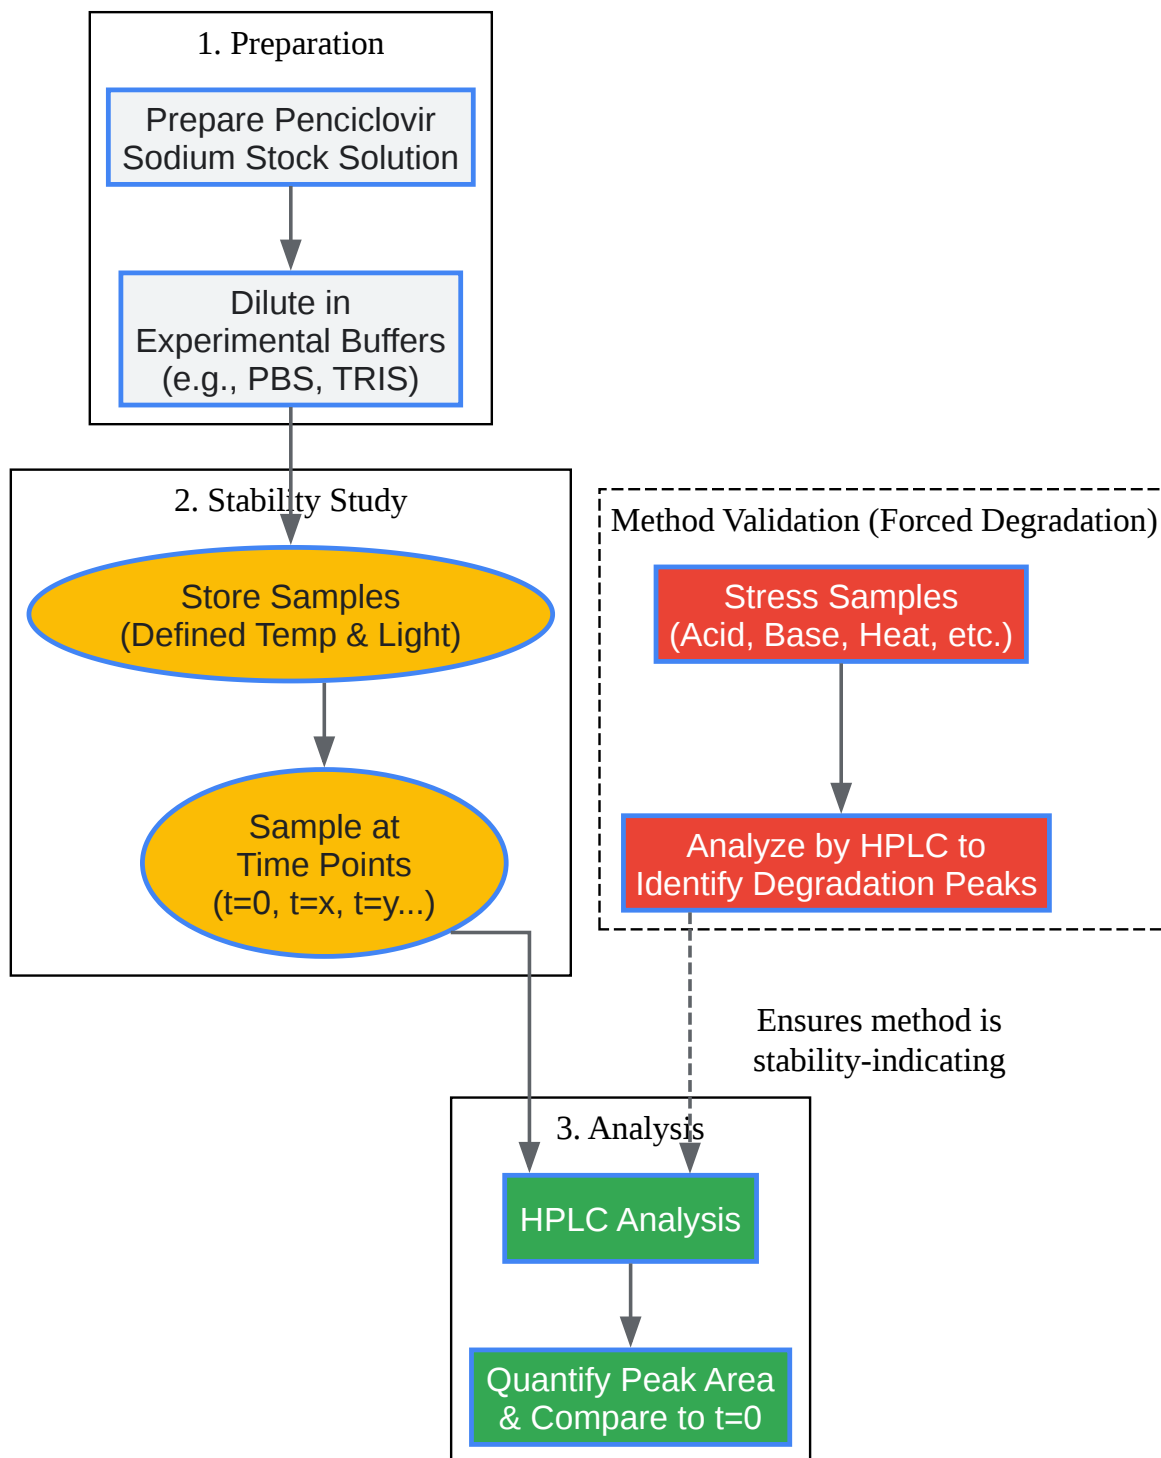 1. Preparation
Prepare Penciclovir
Sodium Stock Solution
Dilute in
Experimental Buffers
(e.g., PBS, TRIS)
2. Stability Study
Store Samples
(Defined Temp & Light)
Sample at
Time Points
(t=0, t=x, t=y...)
Method Validation (Forced Degradation)
Stress Samples
(Acid, Base, Heat, etc.)
Analyze by HPLC to
Identify Degradation Peaks
Ensures method is
stability-indicating
3. Analysis
HPLC Analysis
Quantify Peak Area
& Compare to t=0